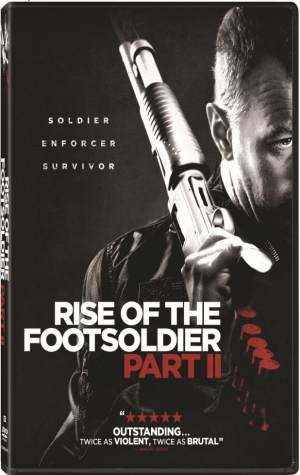 SOLDIER
ENFORCER
SURVIVOR
RISE OF THE
FOOTSOLDIER
PART II
"★★★★★
OUTSTANDING...
TWICE AS VIOLENT, TWICE AS BRUTAL"
RISE OF THE
FOOTSOLDIER
PART II